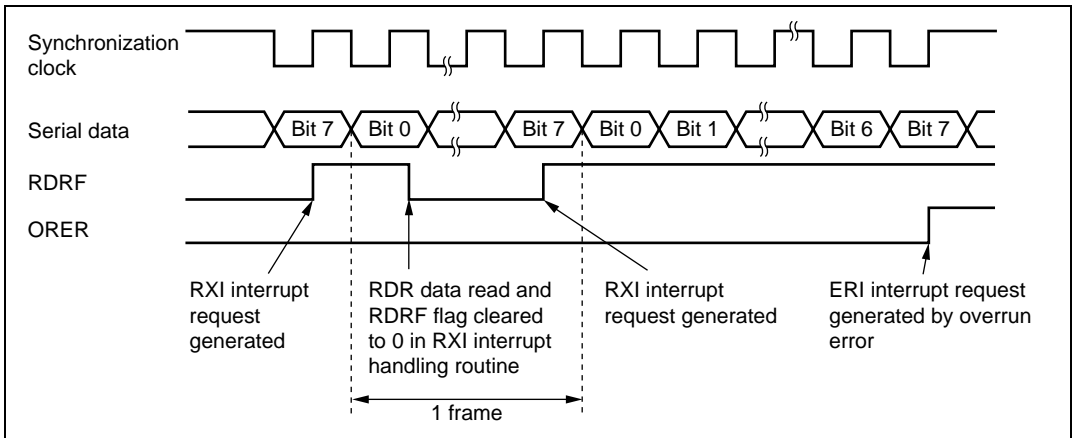 Synchronization
clock
Serial data
Bit 7
Bit 0
Bit 7
Bit 0
Bit 1
Bit 6
Bit 7
RDRF
ORER
RXI interrupt
request
generated
RDR data read and
RDRF flag cleared
to 0 in RXI interrupt
handling routine
RXI interrupt
request generated
ERI interrupt request
generated by overrun
error
1 frame